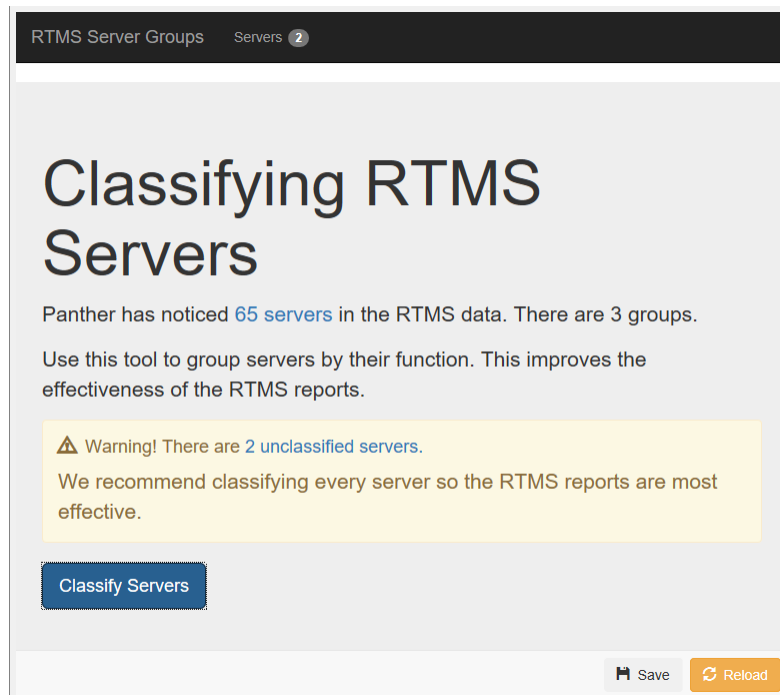 RTMS Server Groups Servers 2
Classifying RTMS
Servers
Panther has noticed 65 servers in the RTMS data. There are 3 groups.
Use this tool to group servers by their function. This improves the
effectiveness of the RTMS reports.
Warning! There are 2 unclassified servers.
We recommend classifying every server so the RTMS reports are most
effective.
Classify Servers
Save Reload